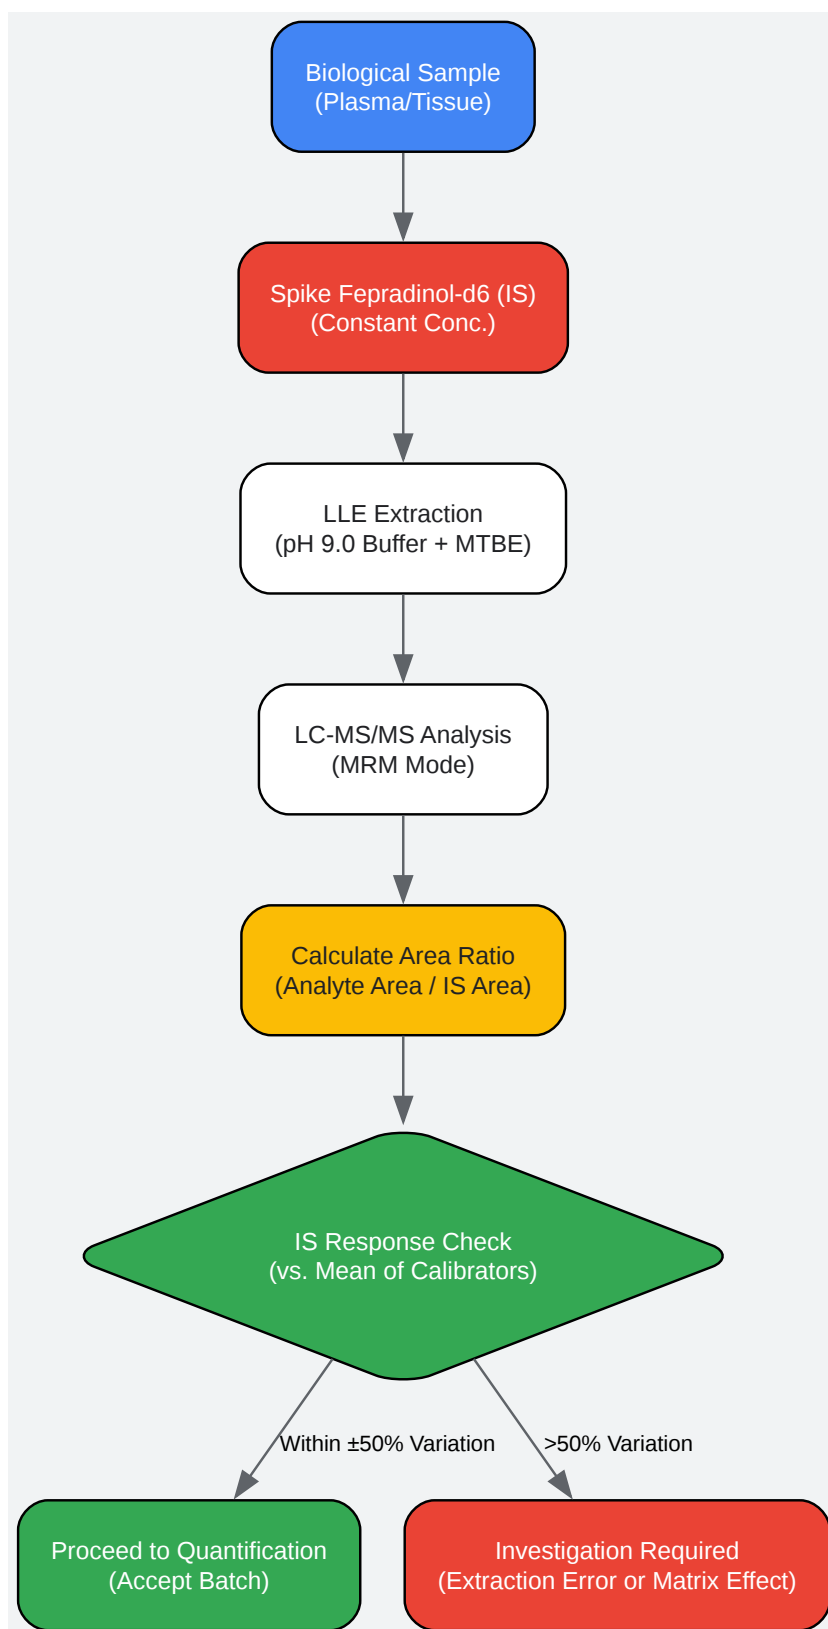 Biological Sample
(Plasma/Tissue)
Spike Fepradinol-d6 (IS)
(Constant Conc.)
LLE Extraction
(pH 9.0 Buffer + MTBE)
LC-MS/MS Analysis
(MRM Mode)
Calculate Area Ratio
(Analyte Area / IS Area)
IS Response Check
(vs. Mean of Calibrators)
Within ±50% Variation
>50% Variation
Proceed to Quantification
(Accept Batch)
Investigation Required
(Extraction Error or Matrix Effect)